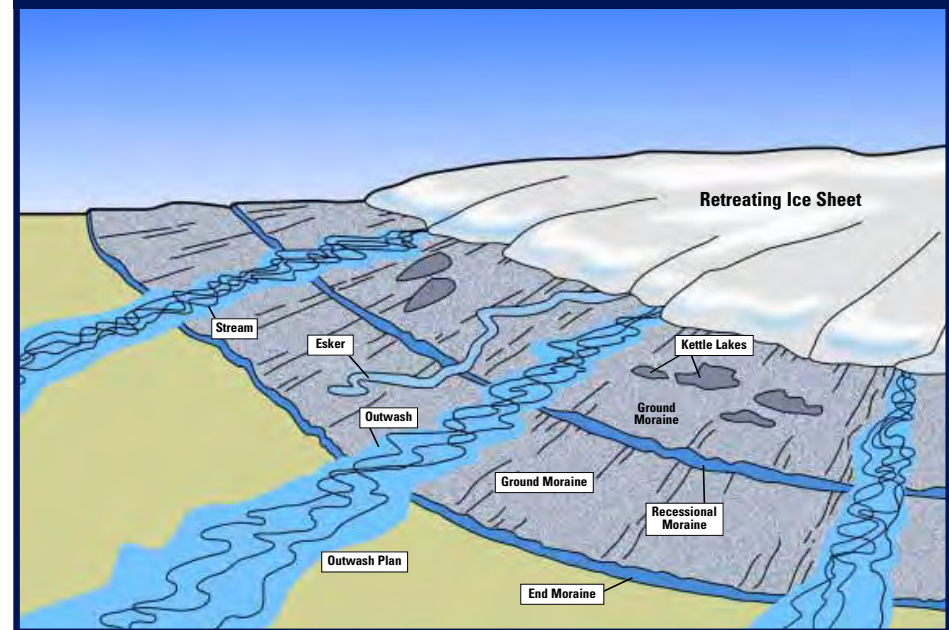 Retreating Ice Sheet
Stream
Esker
Kettle Lakes
Outwash
Ground
Moraine
Ground Moraine
Recessional
Moraine
Outwash Plan
End Moraine